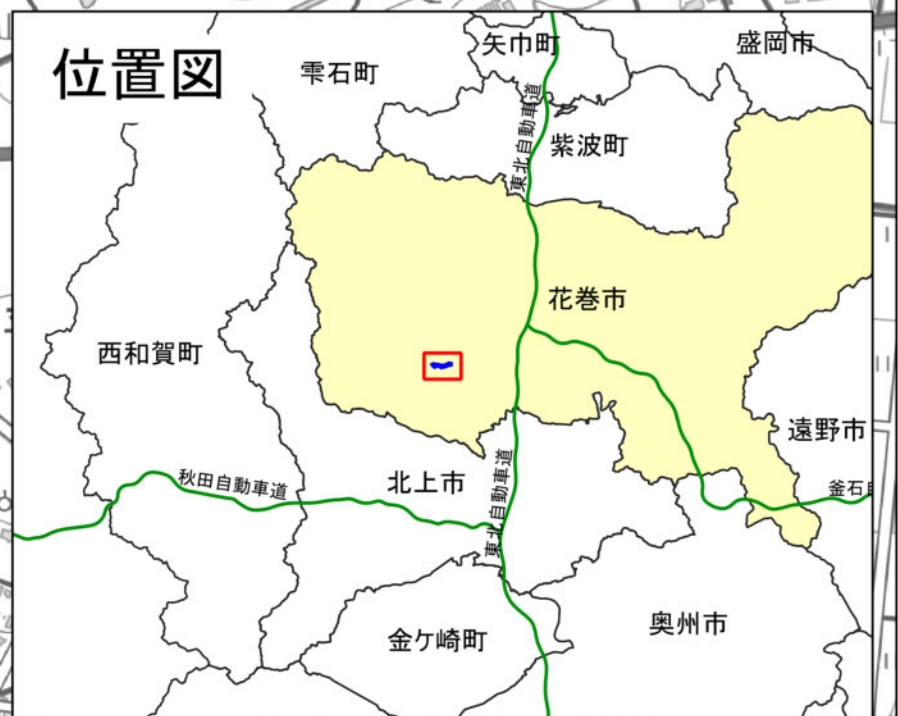 位置図
矢巾町
盛岡市
雫石町
東北自動車道
紫波町
花巻市
西和賀町
遠野市
秋田自動車道
北上市
東北自動車道
釜石自
金ケ崎町
奥州市